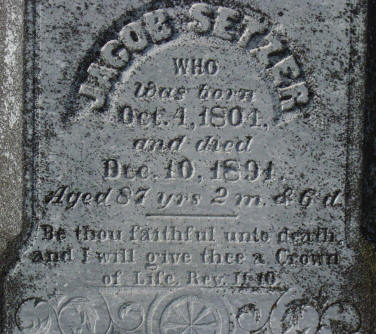 JACOB SETZER
WHO
Was born
Oct. 4, 1804,
and died
Dec. 10, 1891.
Aged 87 yrs 2 m. & 6 d.
Be thou faithful unto death,
and I will give thee a Crown
of Life. Rev. II.10.